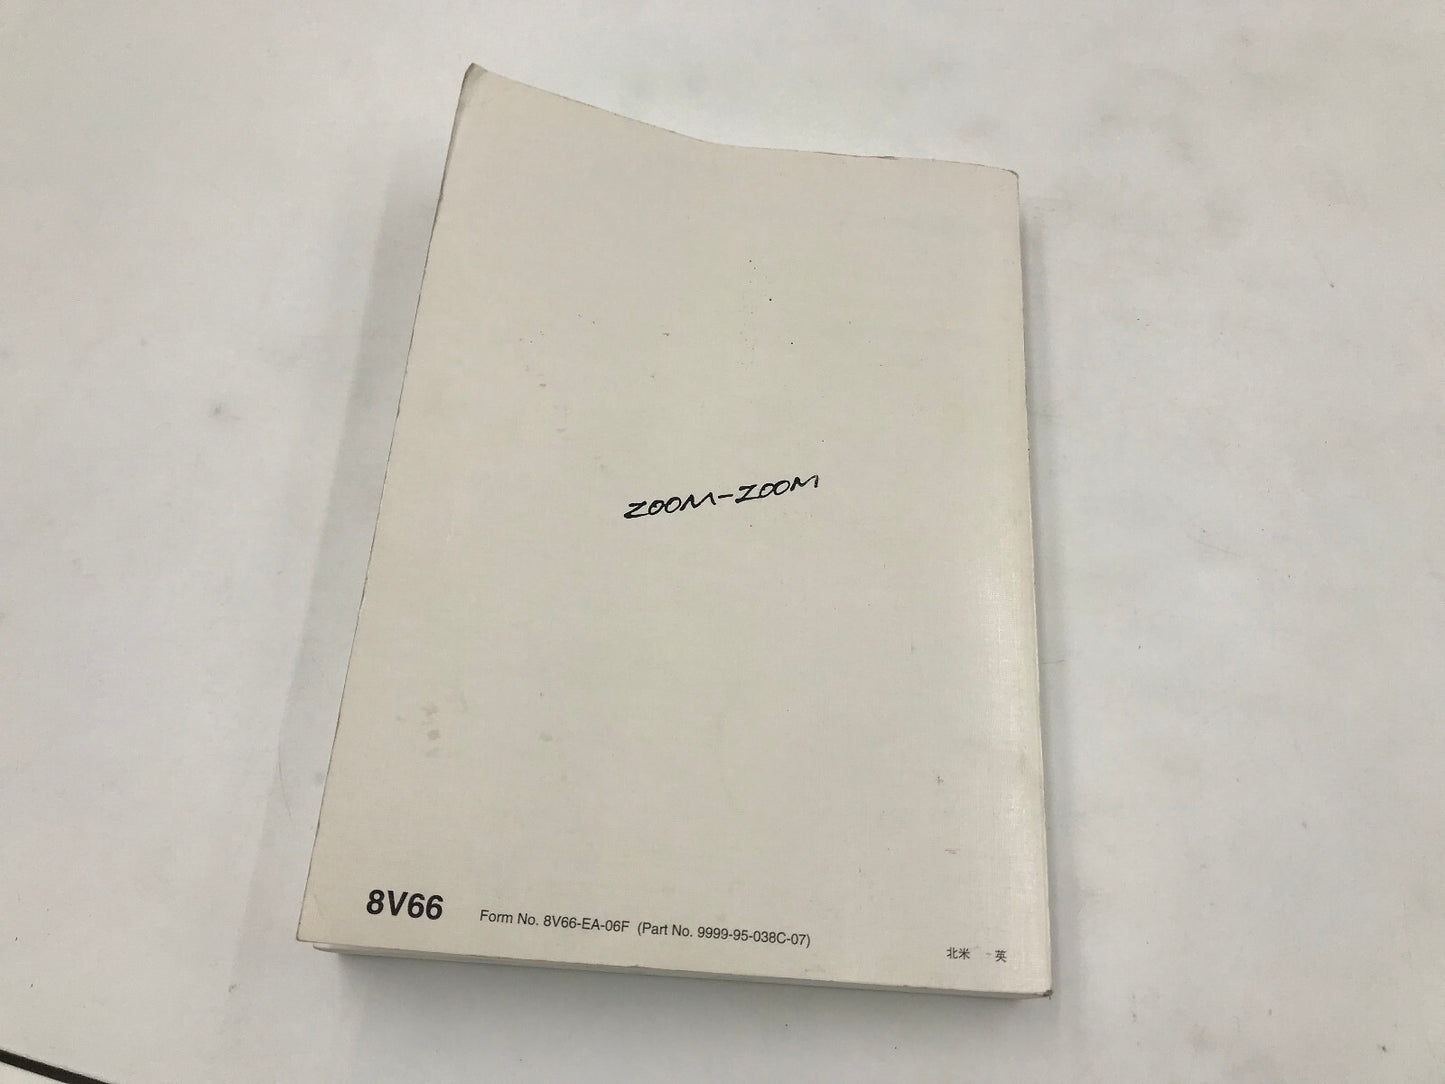 ZOOM-ZOOM
8V66 Form No. 8V66-EA-06F (Part No. 9999-95-038C-07)
北米 - 英